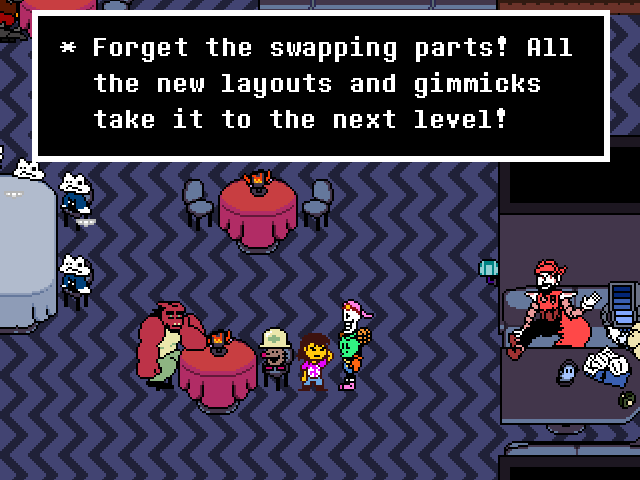 * Forget the swapping parts! All
the new layouts and gimmicks
take it to the next level!